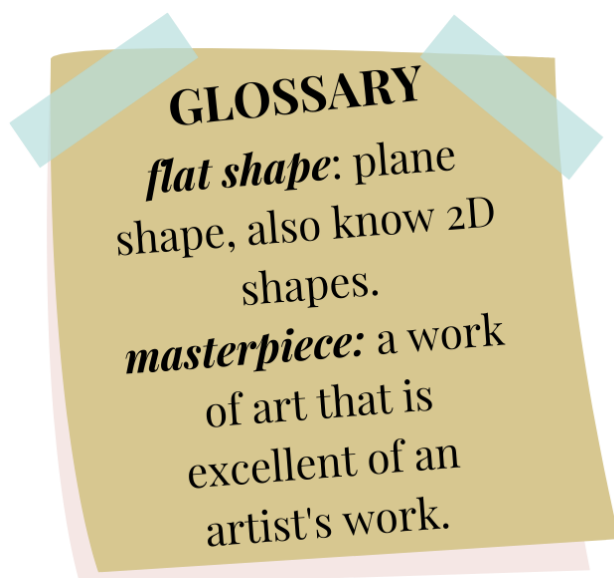 GLOSSARY
flat shape: plane
shape, also know 2D
shapes.
masterpiece: a work
of art that is
excellent of an
artist's work.